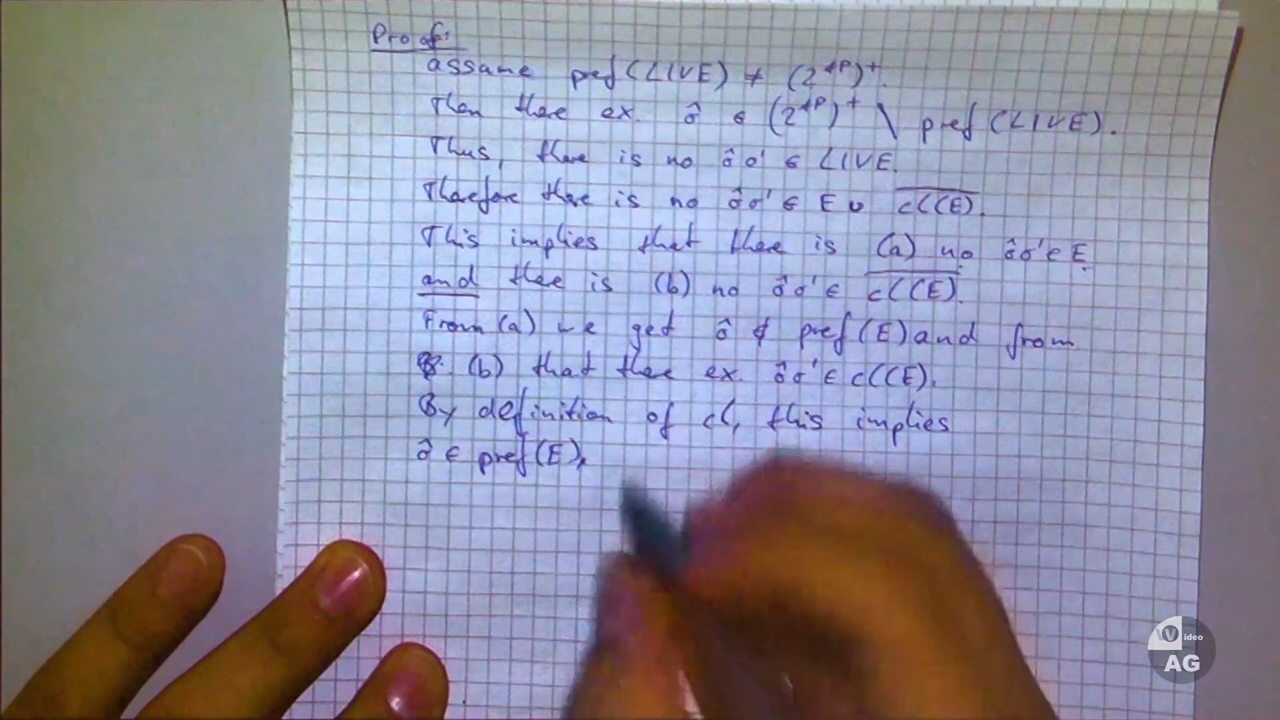 Proof:
assume pref(LIVE) ≠ (2^AP)^+.
Then there ex. σ̂ ∈ (2^AP)^+ \ pref(LIVE).
Thus, there is no σ̂σ' ∈ LIVE.
Therefore there is no σ̂σ' ∈ E ∪ \overline{cl(E)}.
This implies that there is (a) no σ̂σ' ∈ E
and there is (b) no σ̂σ' ∈ \overline{cl(E)}.
From (a) we get σ̂ ∉ pref(E) and from
(b) that there ex. σ̂σ' ∈ cl(E).
By definition of cl, this implies
σ̂ ∈ pref(E),
Video
AG